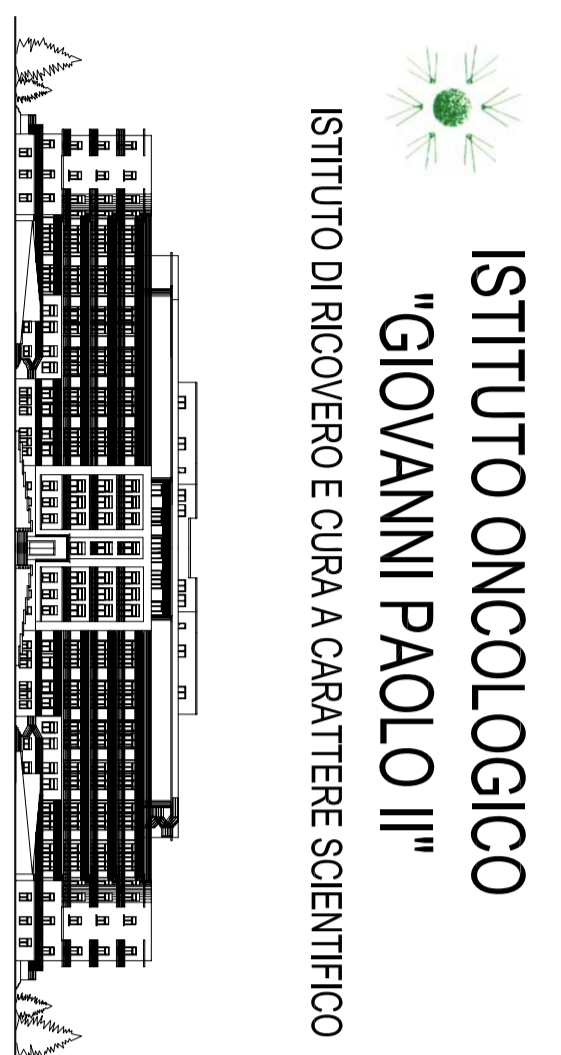 ISTITUTO ONCOLOGICO
"GIOVANNI PAOLO II"
ISTITUTO DI RICOVERO E CURA A CARATTERE SCIENTIFICO